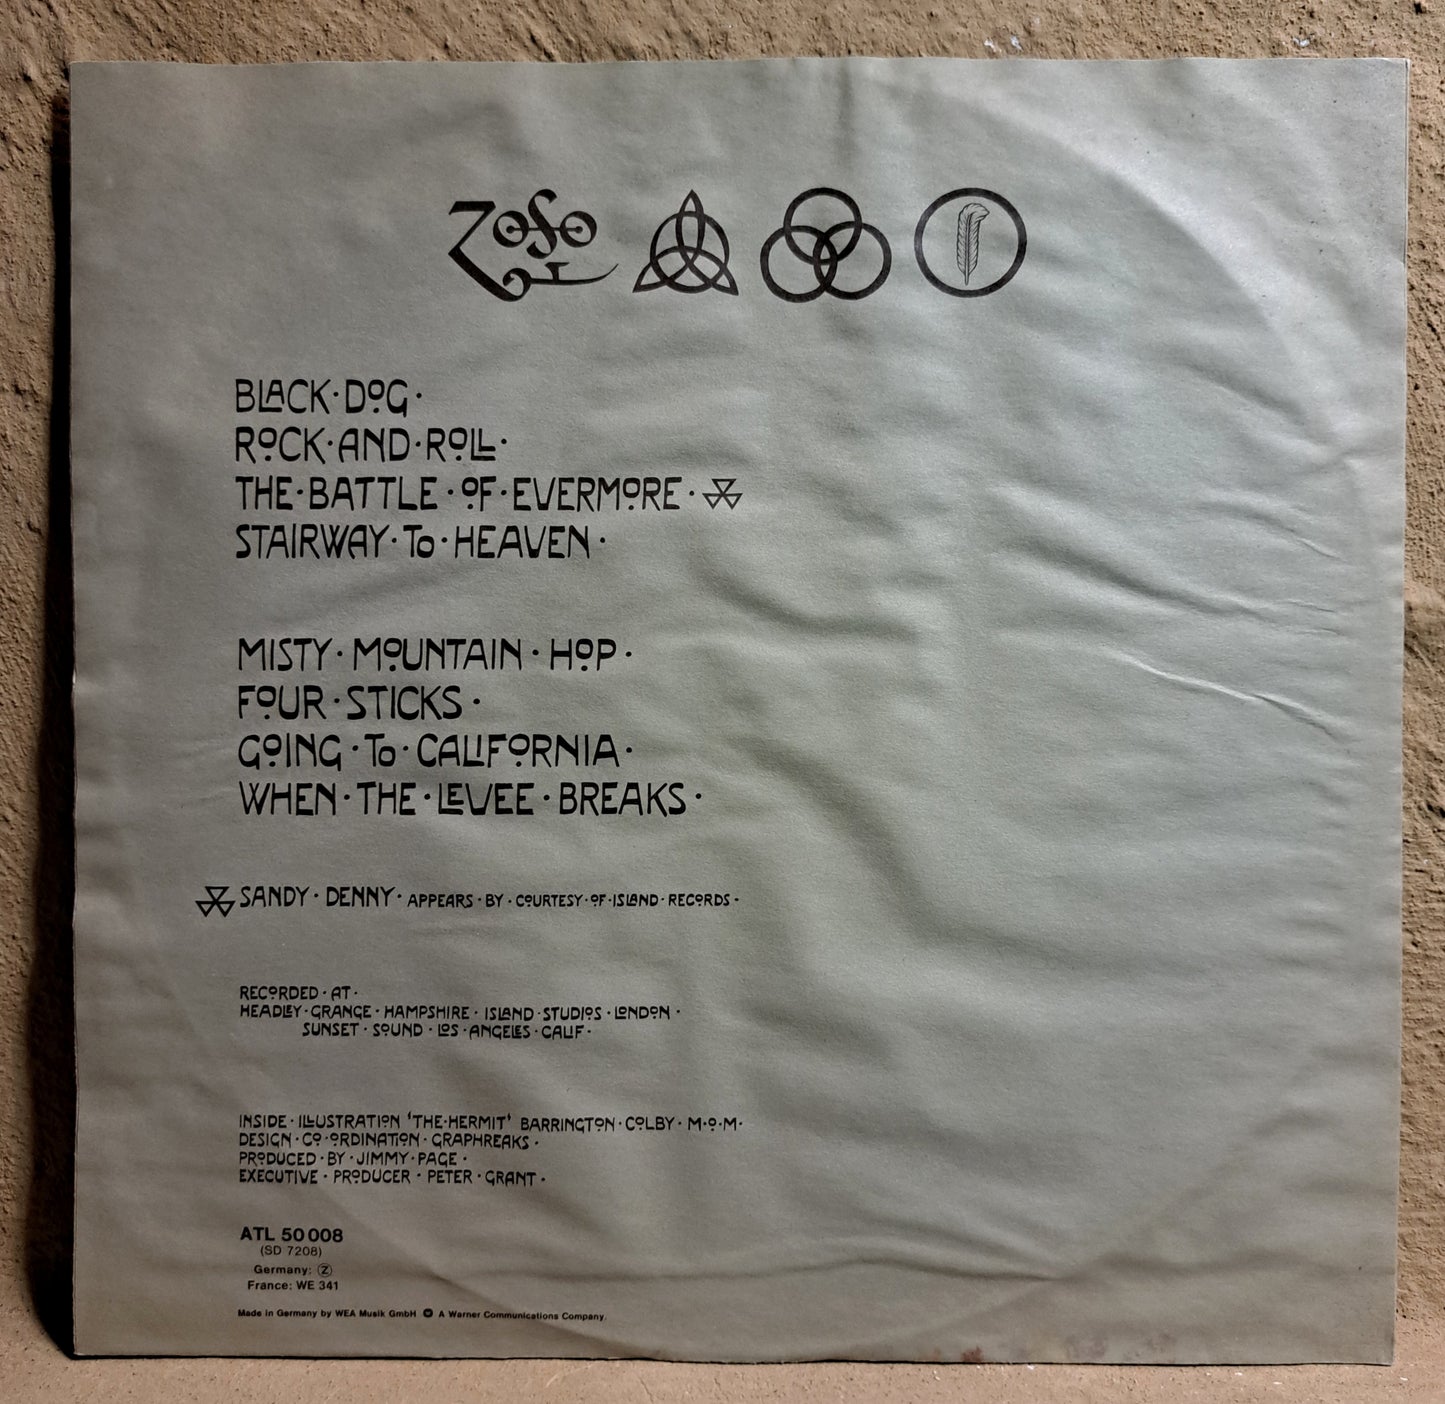 ZOSO
BLACK·DOG·
ROCK·AND·ROLL·
THE·BATTLE·OF·EVERMORE·
STAIRWAY·TO·HEAVEN·
MISTY·MOUNTAIN·HOP·
FOUR·STICKS·
GOING·TO·CALIFORNIA·
WHEN·THE·LEVEE·BREAKS·
SANDY·DENNY·APPEARS·BY·COURTESY·OF·ISLAND·RECORDS·
RECORDED·AT·
HEADLEY·GRANGE·HAMPSHIRE·ISLAND·STUDIOS·LONDON·
SUNSET·SOUND·LOS·ANGELES·CALIF·
INSIDE·ILLUSTRATION 'THE·HERMIT' BARRINGTON·COLBY·M·O·M·
DESIGN·CO·ORDINATION·GRAPHREAKS·
PRODUCED·BY·JIMMY·PAGE·
EXECUTIVE·PRODUCER·PETER·GRANT·
ATL 50 008
(SD 7208)
Germany: Ⓩ
France: WE 341
Made in Germany by WEA Musik GmbH A Warner Communications Company.